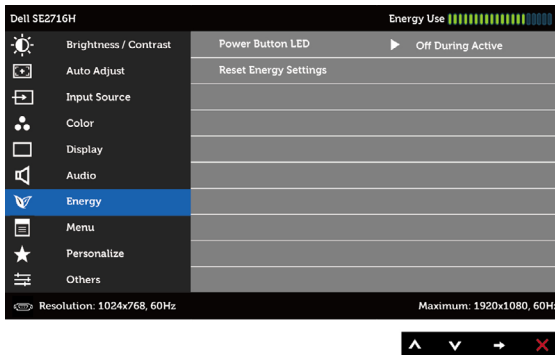 Dell SE2716H Energy Use
Brightness / Contrast Power Button LED Off During Active
Auto Adjust Reset Energy Settings
Input Source
Color
Display
Audio
Energy
Menu
Personalize
Others
Resolution: 1024x768, 60Hz Maximum: 1920x1080, 60Hz